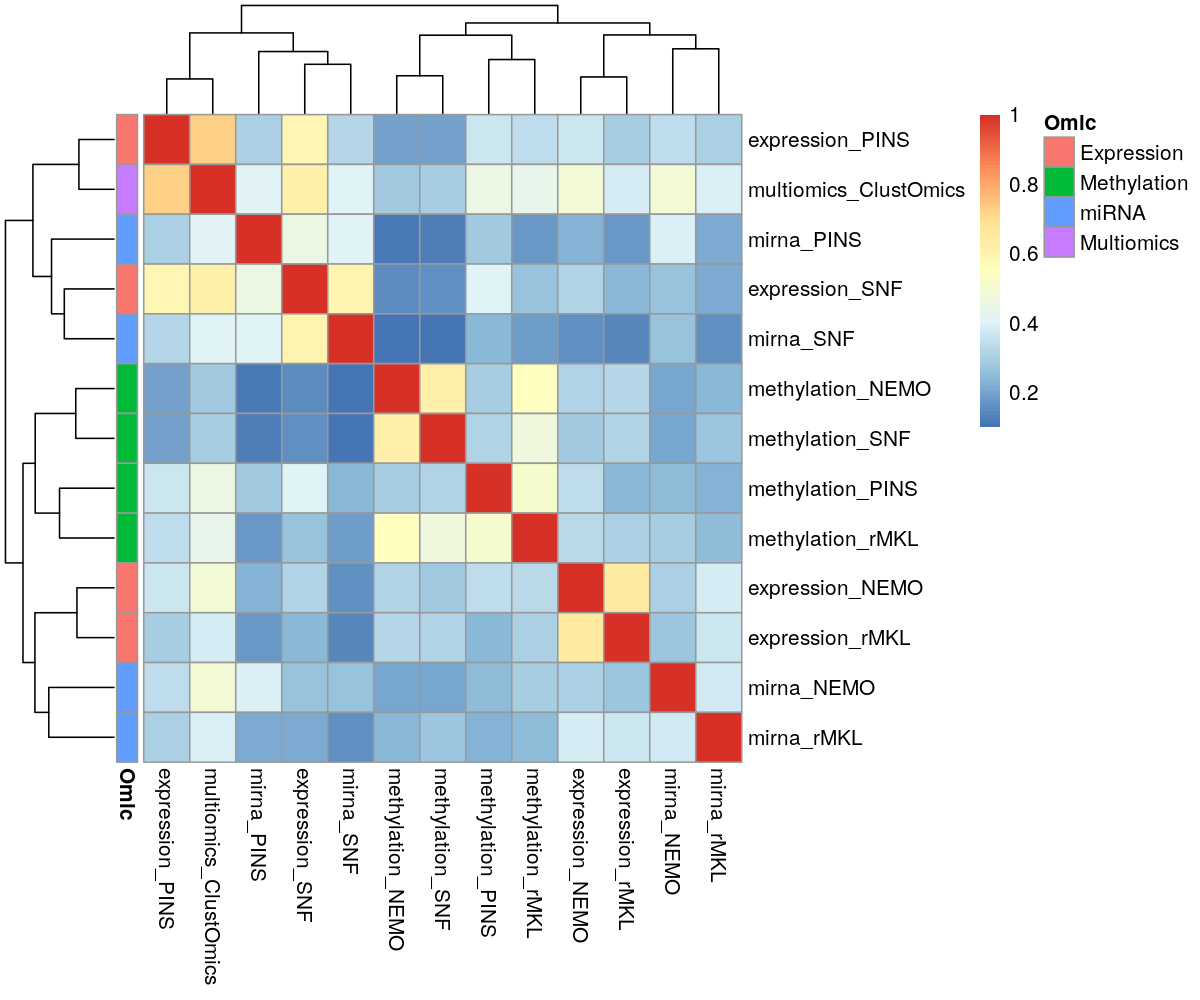 expression_PINS
multiomics_ClustOmics
mirna_PINS
expression_SNF
mirna_SNF
methylation_NEMO
methylation_SNF
methylation_PINS
methylation_rMKL
expression_NEMO
expression_rMKL
mirna_NEMO
mirna_rMKL
1
0.8
0.6
0.4
0.2
OmIc
Expression
Methylation
miRNA
Multiomics
OmIc
expression_PINS
multiomics_ClustOmics
mirna_PINS
expression_SNF
mirna_SNF
methylation_NEMO
methylation_SNF
methylation_PINS
methylation_rMKL
expression_NEMO
expression_rMKL
mirna_NEMO
mirna_rMKL